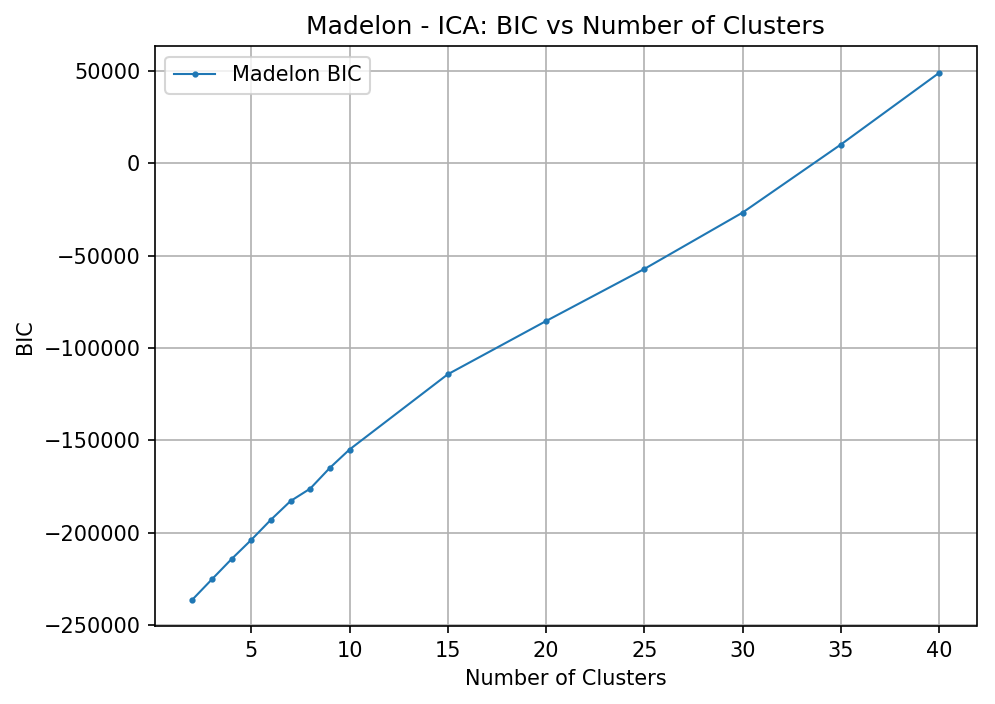 Madelon - ICA: BIC vs Number of Clusters
Madelon BIC
BIC
50000
0
−50000
−100000
−150000
−200000
−250000
5 10 15 20 25 30 35 40
Number of Clusters